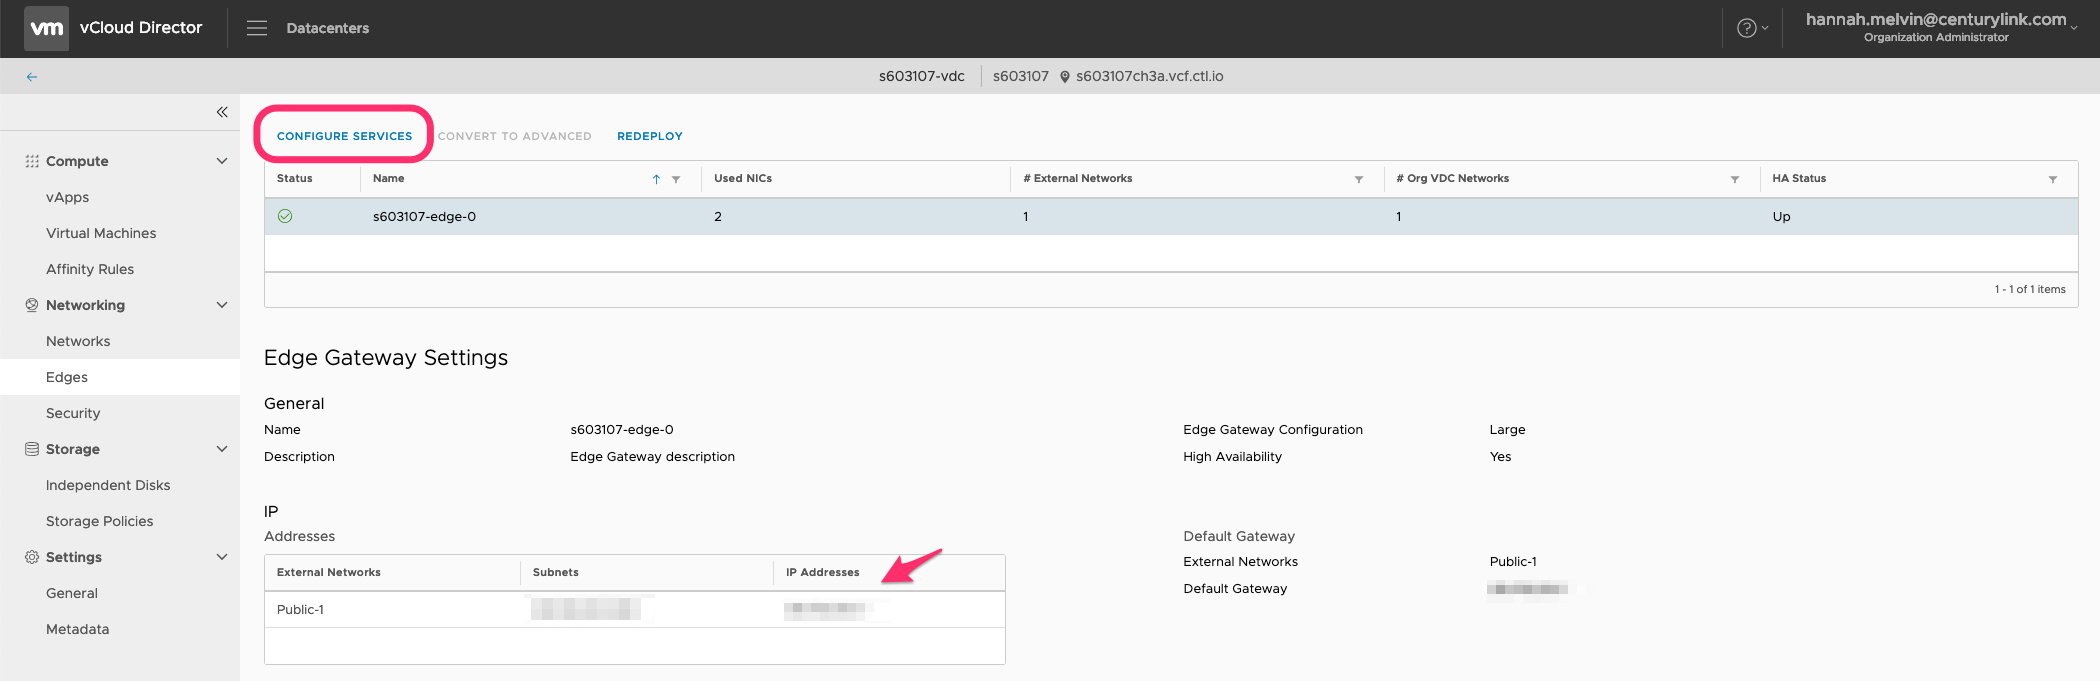 vm vCloud Director Datacenters ? hannah.melvin@centurylink.com
Organization Administrator
s603107-vdc s603107 s603107ch3a.vcf.ctl.io
Compute
vApps
Virtual Machines
Affinity Rules
Networking
Networks
Edges
Security
Storage
Independent Disks
Storage Policies
Settings
General
Metadata
CONFIGURE SERVICES CONVERT TO ADVANCED REDEPLOY
Status Name Used NICs # External Networks # Org VDC Networks HA Status
s603107-edge-0 2 1 1 Up
1 - 1 of 1 items
Edge Gateway Settings
General
Name s603107-edge-0 Edge Gateway Configuration Large
Description Edge Gateway description High Availability Yes
IP
Addresses
External Networks Subnets IP Addresses
Public-1
Default Gateway
External Networks Public-1
Default Gateway